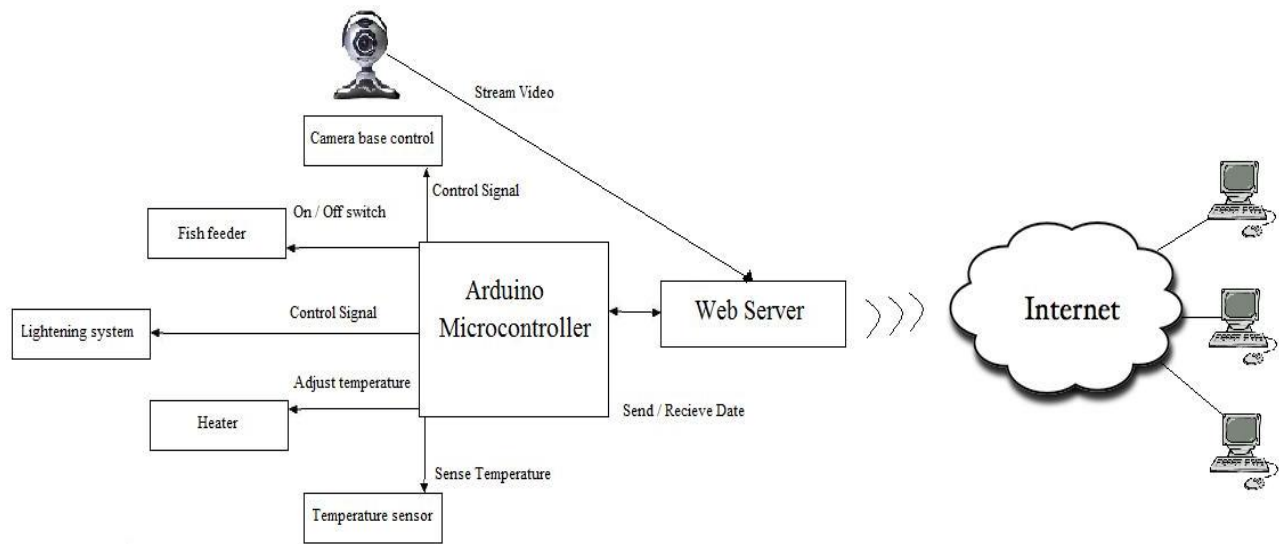 Stream Video
Camera base control
Control Signal
On / Off switch
Fish feeder
Arduino
Microcontroller
Web Server
Internet
Control Signal
Lightening system
Adjust temperature
Heater
Send / Recieve Date
Sense Temperature
Temperature sensor